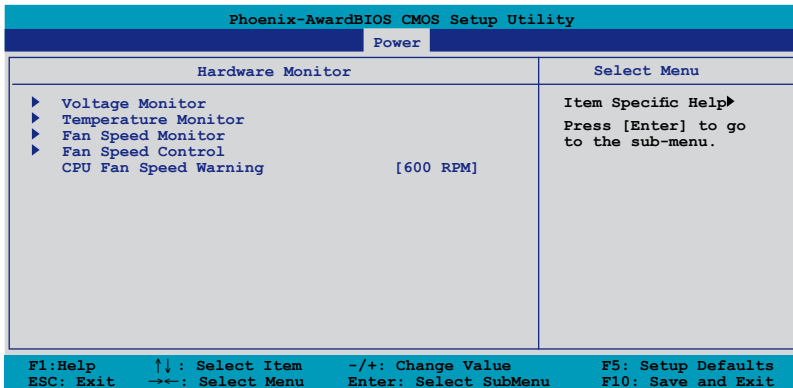 Phoenix-AwardBIOS CMOS Setup Utility
Power
Hardware Monitor
Select Menu
Voltage Monitor
Temperature Monitor
Fan Speed Monitor
Fan Speed Control
CPU Fan Speed Warning [600 RPM]
Item Specific Help
Press [Enter] to go
to the sub-menu.
F1:Help ↑↓ : Select Item -/+: Change Value F5: Setup Defaults
ESC: Exit →←: Select Menu Enter: Select SubMenu F10: Save and Exit